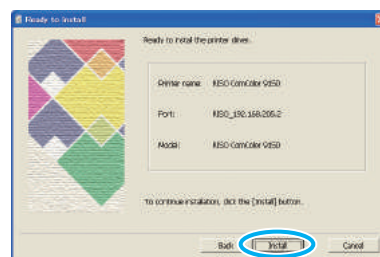 Ready to Install
Ready to install the printer driver.
Printer name: RISO ComColor 9150
Port: RISO_192.168.205.2
Model: RISO ComColor 9150
To continue installation, click the [Install] button.
Back Install Cancel